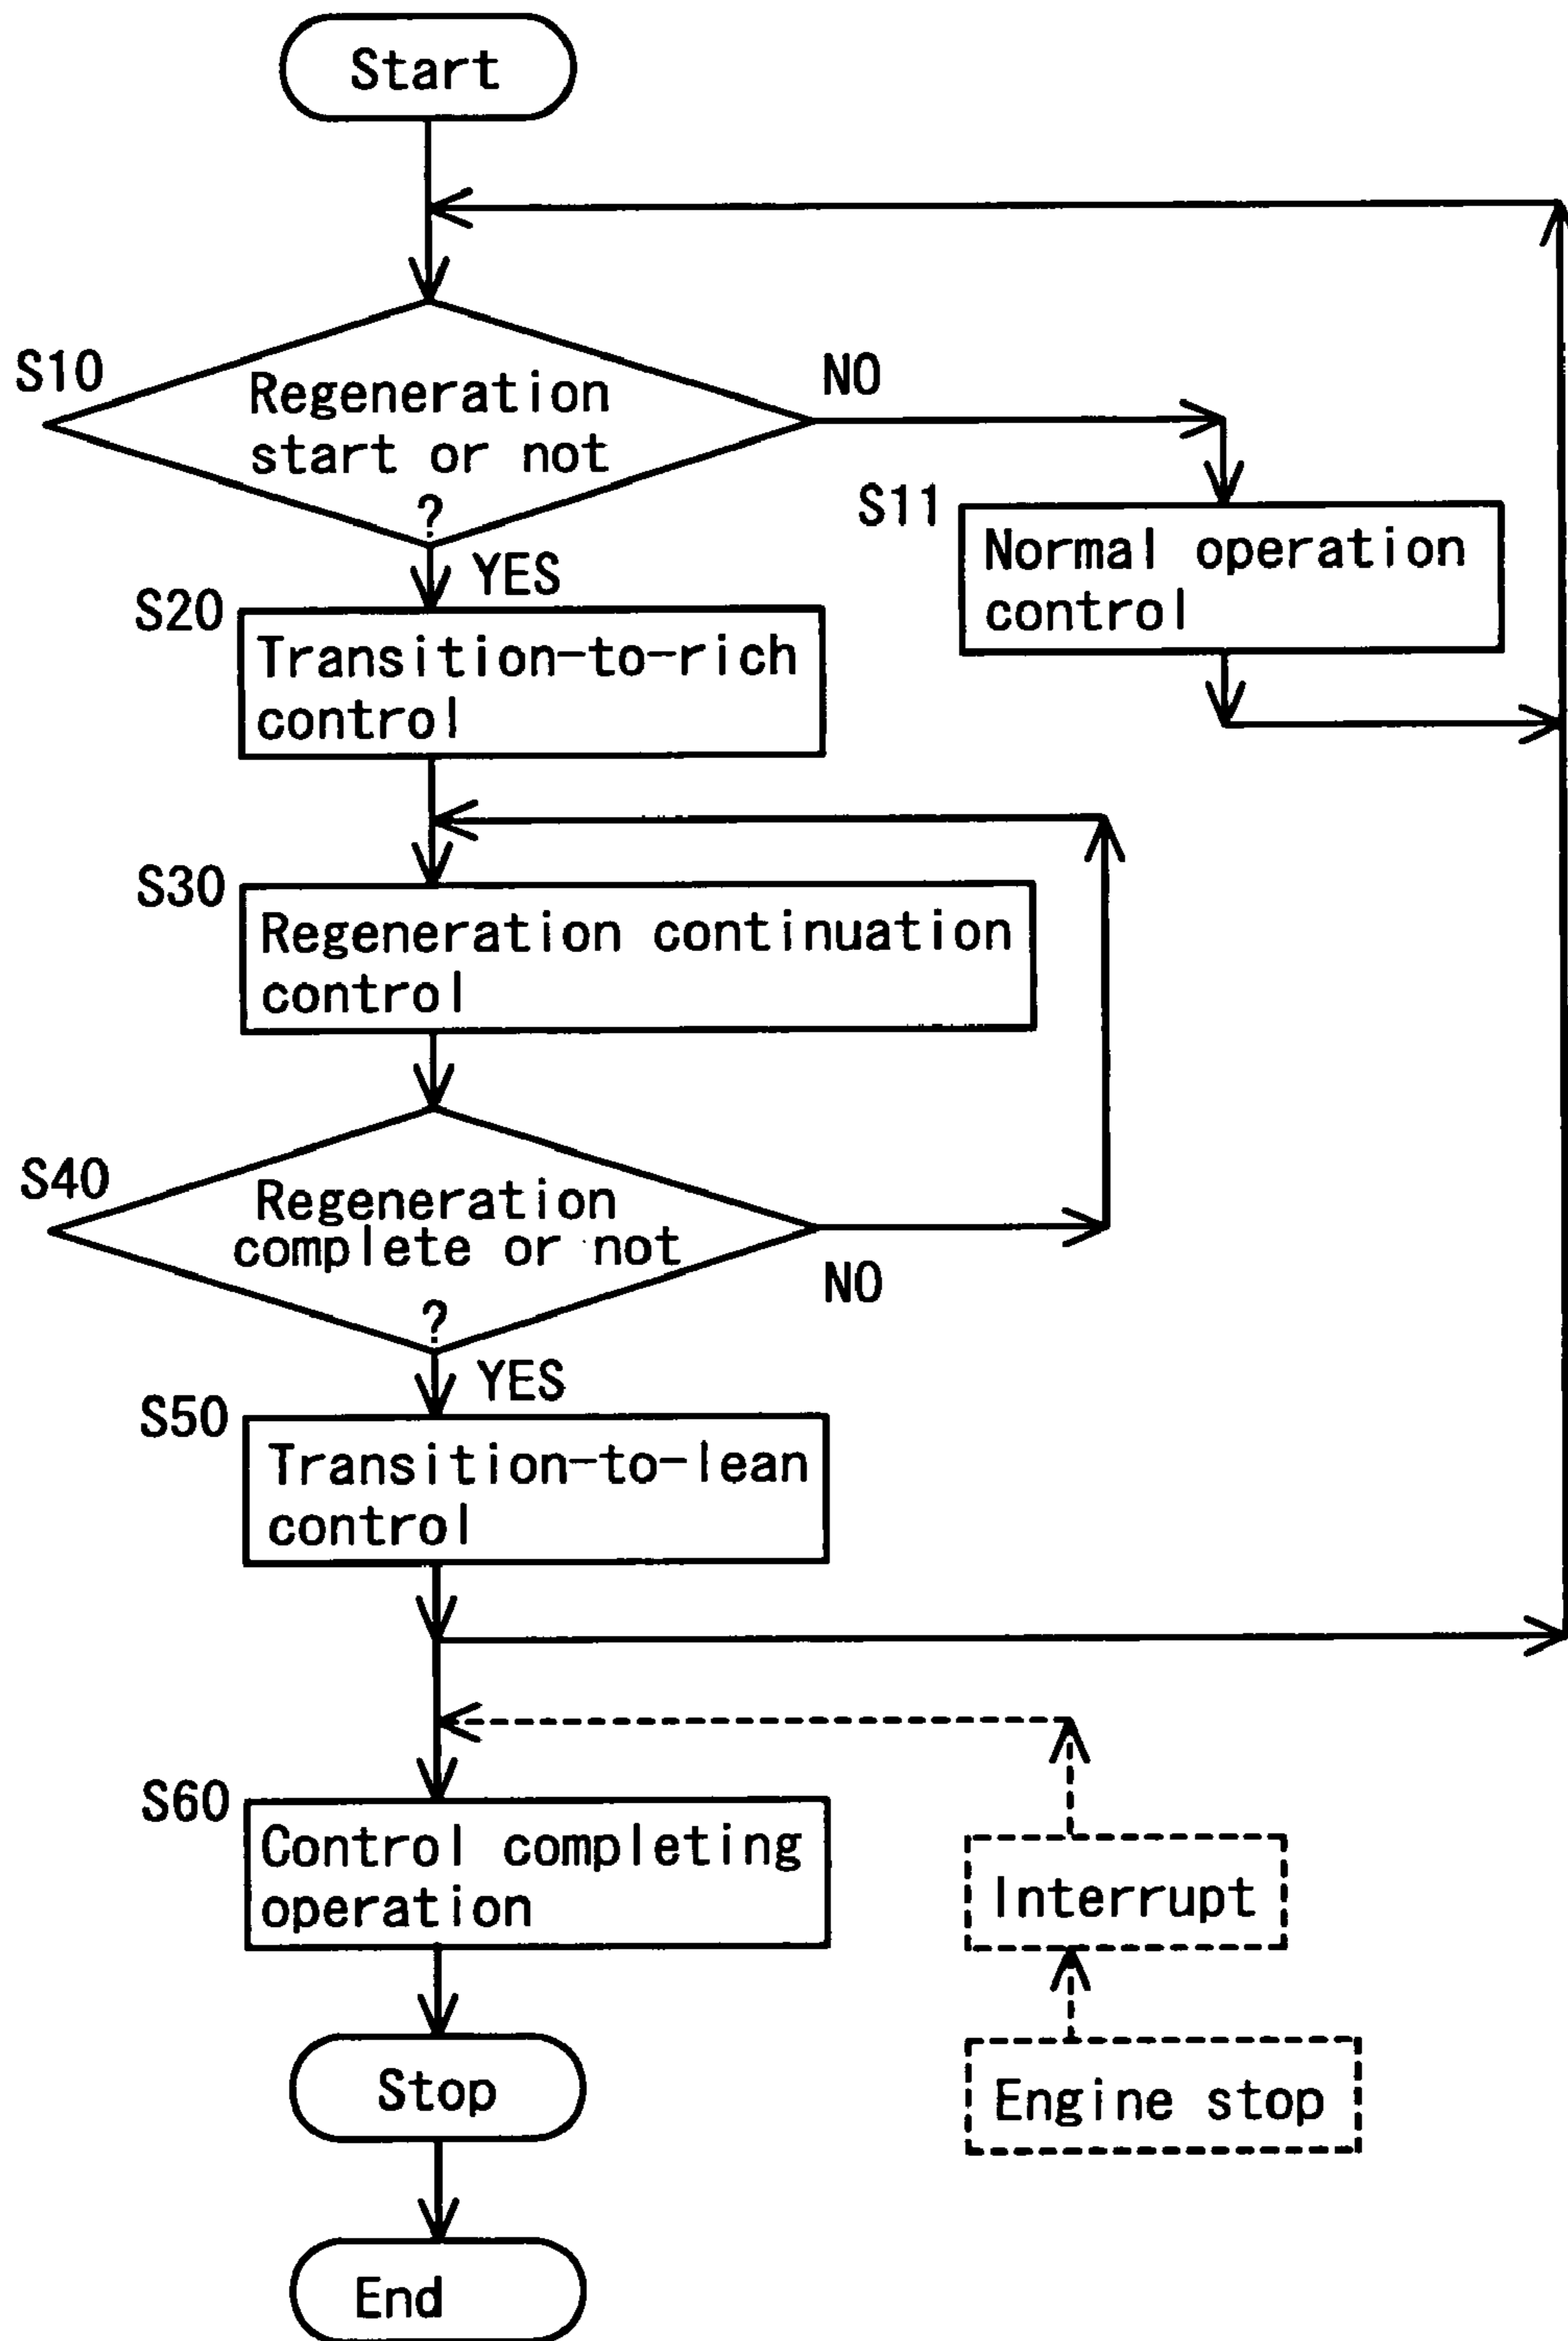 Start
S10
Regeneration
start or not
?
NO
YES
S11
Normal operation
control
S20
Transition-to-rich
control
S30
Regeneration continuation
control
S40
Regeneration
complete or not
?
NO
YES
S50
Transition-to-lean
control
S60
Control completing
operation
Interrupt
Engine stop
Stop
End